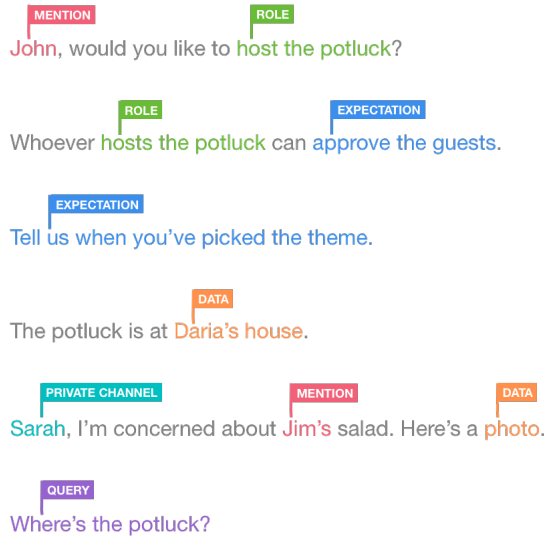 MENTION ROLE
John, would you like to host the potluck?
ROLE EXPECTATION
Whoever hosts the potluck can approve the guests.
EXPECTATION
Tell us when you’ve picked the theme.
DATA
The potluck is at Daria’s house.
PRIVATE CHANNEL MENTION DATA
Sarah, I’m concerned about Jim’s salad. Here’s a photo.
QUERY
Where’s the potluck?